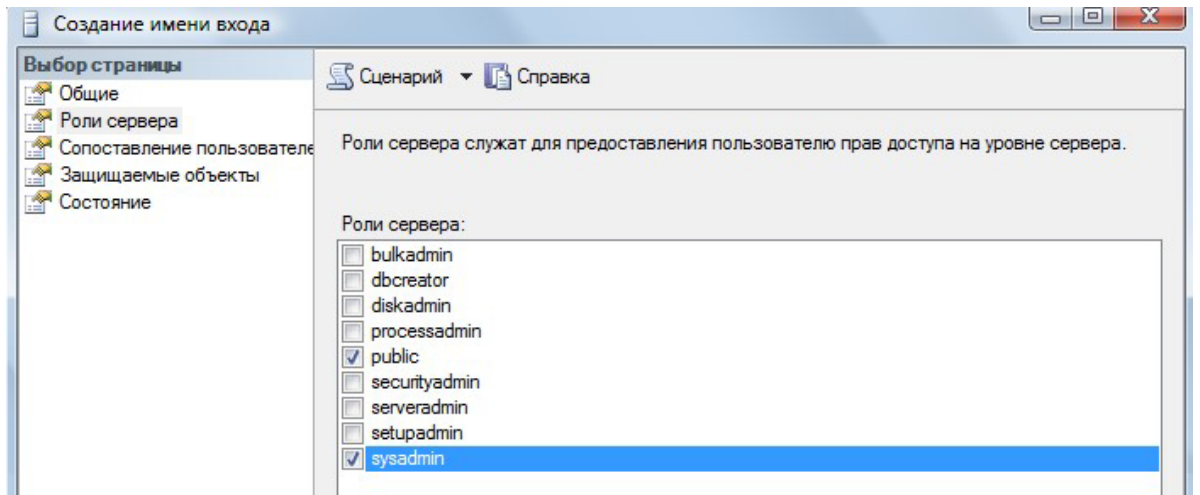 Создание имени входа
Выбор страницы
Общие
Роли сервера
Сопоставление пользователе
Защищаемые объекты
Состояние
Сценарий
Справка
Роли сервера служат для предоставления пользователю прав доступа на уровне сервера.
Роли сервера:
bulkadmin
dbcreator
diskadmin
processadmin
public
securityadmin
serveradmin
setupadmin
sysadmin